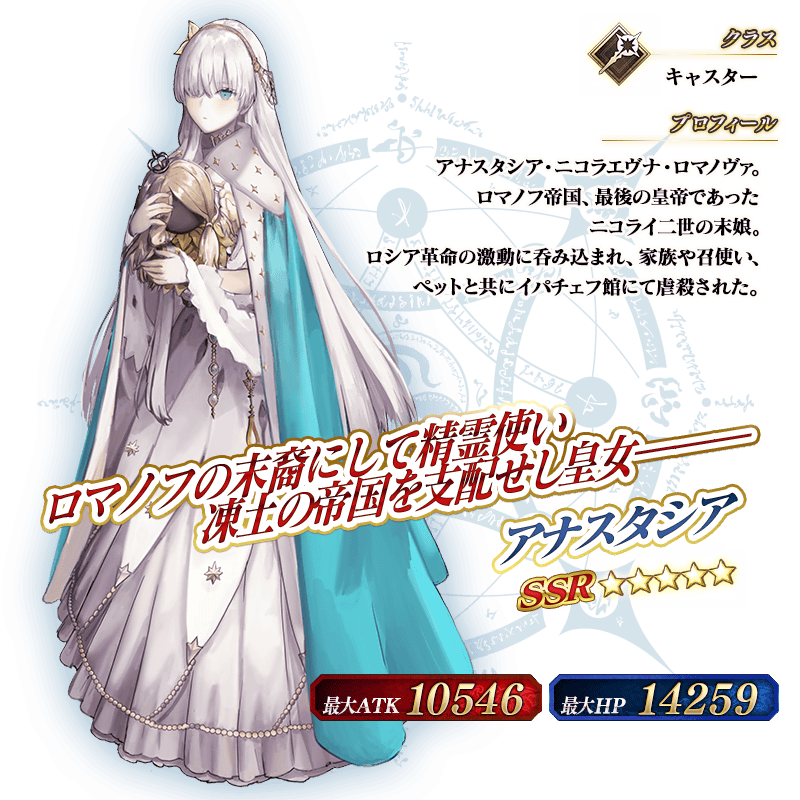 クラス
キャスター
プロフィール
アナスタシア・ニコラエヴナ・ロマノヴァ。
ロマノフ帝国、最後の皇帝であった
ニコライ二世の末娘。
ロシア革命の激動に呑み込まれ、家族や召使い、
ペットと共にイパチェフ館にて虐殺された。
ロマノフの末裔にして精霊使い
凍土の帝国を支配せし皇女――
アナスタシア
SSR ☆☆☆☆☆
最大ATK 10546
最大HP 14259